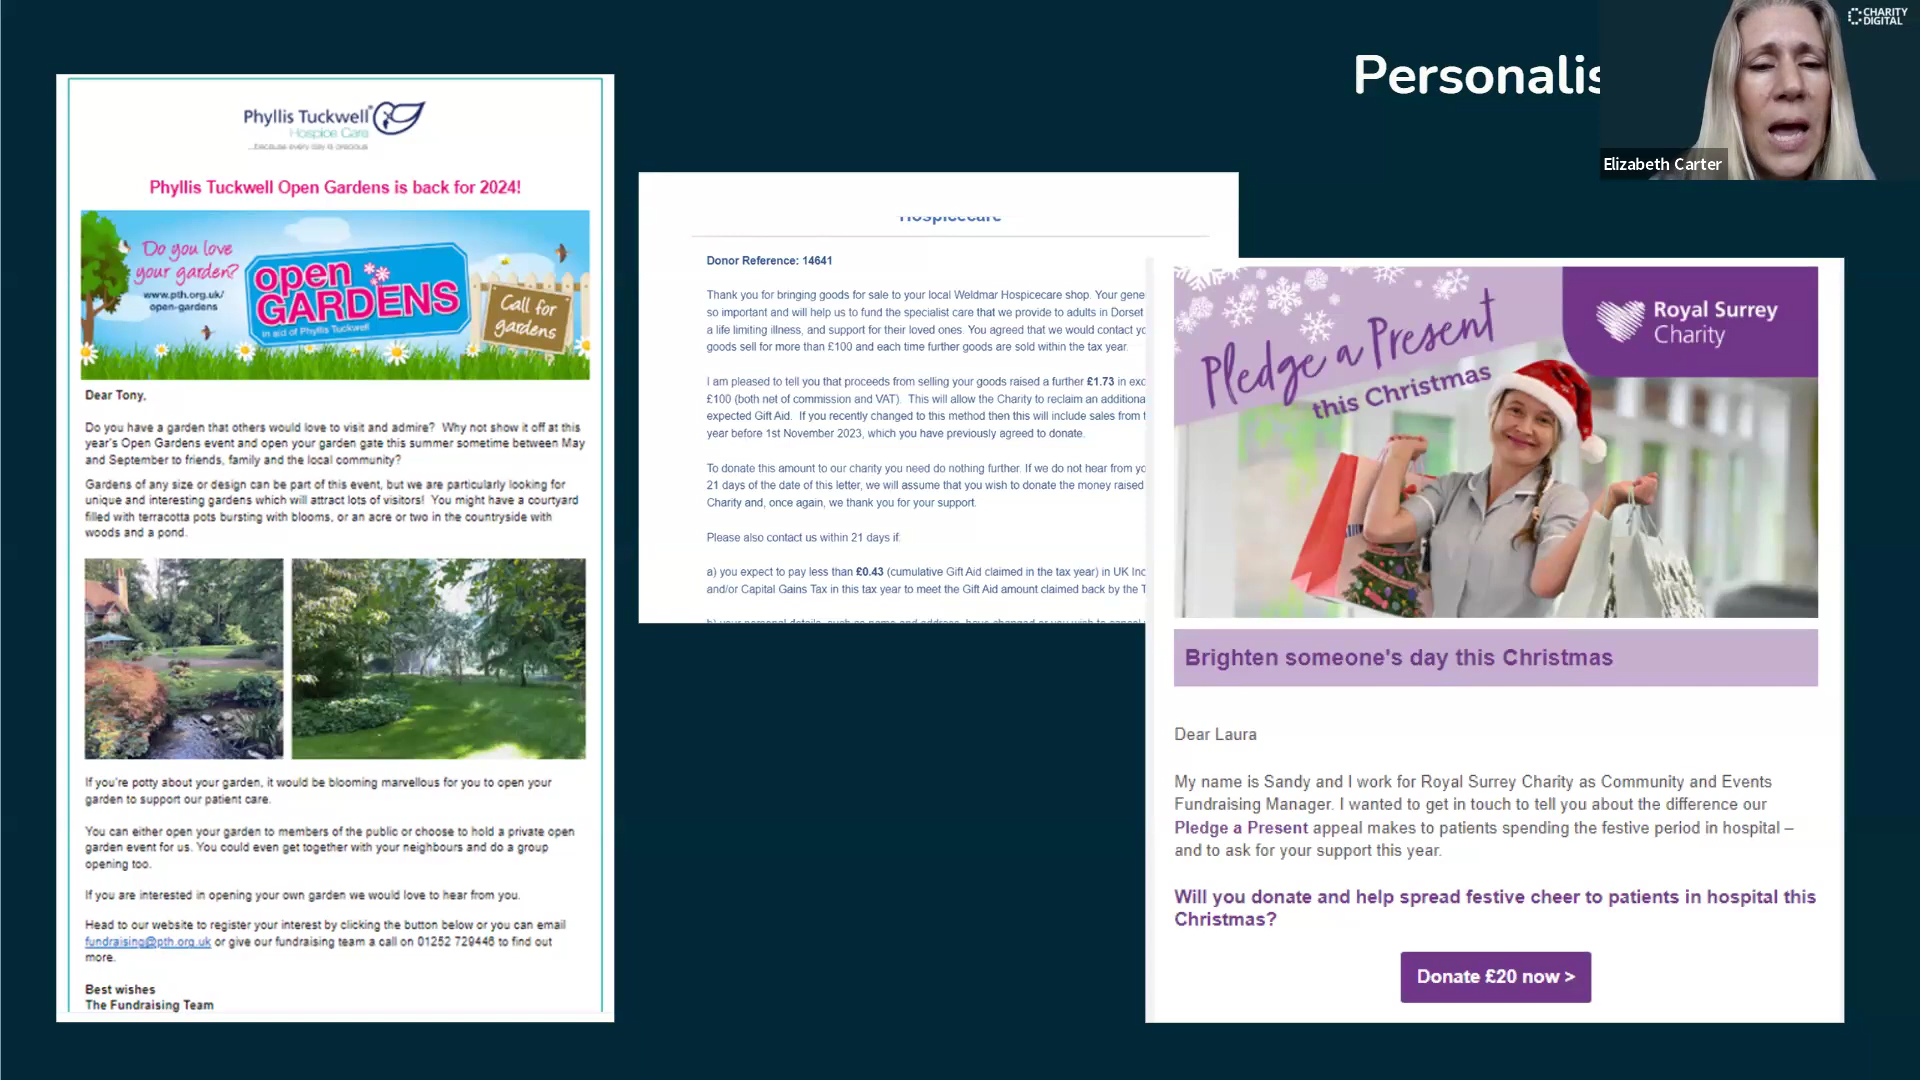 CHARITY
DIGITAL
Personalis
Elizabeth Carter
Phyllis Tuckwell
Hospice Care
...because every day is precious
Phyllis Tuckwell Open Gardens is back for 2024!
Do you love
your garden?
www.pth.org.uk/
open-gardens
open
GARDENS
in aid of Phyllis Tuckwell
Call for
gardens
Dear Tony,
Do you have a garden that others would love to visit and admire? Why not show it off at this
year's Open Gardens event and open your garden gate this summer sometime between May
and September to friends, family and the local community?
Gardens of any size or design can be part of this event, but we are particularly looking for
unique and interesting gardens which will attract lots of visitors! You might have a courtyard
filled with terracotta pots bursting with blooms, or an acre or two in the countryside with
woods and a pond.
If you're potty about your garden, it would be blooming marvellous for you to open your
garden to support our patient care.
You can either open your garden to members of the public or choose to hold a private open
garden event for us. You could even get together with your neighbours and do a group
opening too.
If you are interested in opening your own garden we would love to hear from you.
Head to our website to register your interest by clicking the button below or you can email
fundraising@pth.org.uk or give our fundraising team a call on 01252 729446 to find out
more.
Best wishes
The Fundraising Team
Hospicecare
Donor Reference: 14641
Thank you for bringing goods for sale to your local Weldmar Hospicecare shop. Your gene
so important and will help us to fund the specialist care that we provide to adults in Dorset
a life limiting illness, and support for their loved ones. You agreed that we would contact yo
goods sell for more than £100 and each time further goods are sold within the tax year.
I am pleased to tell you that proceeds from selling your goods raised a further £1.73 in exc
£100 (both net of commission and VAT). This will allow the Charity to reclaim an additiona
expected Gift Aid. If you recently changed to this method then this will include sales from t
year before 1st November 2023, which you have previously agreed to donate.
To donate this amount to our charity you need do nothing further. If we do not hear from yo
21 days of the date of this letter, we will assume that you wish to donate the money raised
Charity and, once again, we thank you for your support.
Please also contact us within 21 days if:
a) you expect to pay less than £0.43 (cumulative Gift Aid claimed in the tax year) in UK Inc
and/or Capital Gains Tax in this tax year to meet the Gift Aid amount claimed back by the T
b) your personal details, such as name and address, have changed or you wish to cancel
Pledge a Present
this Christmas
Royal Surrey
Charity
Brighten someone's day this Christmas
Dear Laura
My name is Sandy and I work for Royal Surrey Charity as Community and Events
Fundraising Manager. I wanted to get in touch to tell you about the difference our
Pledge a Present appeal makes to patients spending the festive period in hospital –
and to ask for your support this year.
Will you donate and help spread festive cheer to patients in hospital this
Christmas?
Donate £20 now >